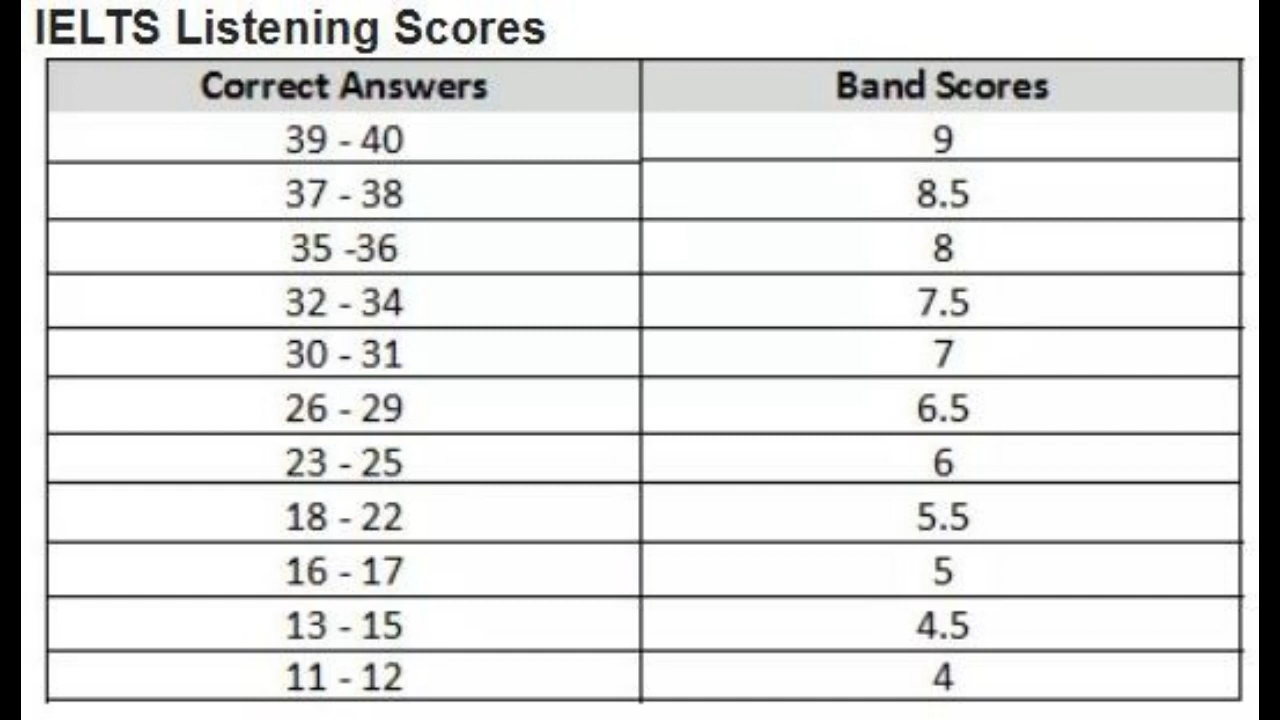 IELTS Listening Scores
Correct Answers Band Scores
39 - 40 9
37 - 38 8.5
35 -36 8
32 - 34 7.5
30 - 31 7
26 - 29 6.5
23 - 25 6
18 - 22 5.5
16 - 17 5
13 - 15 4.5
11 - 12 4